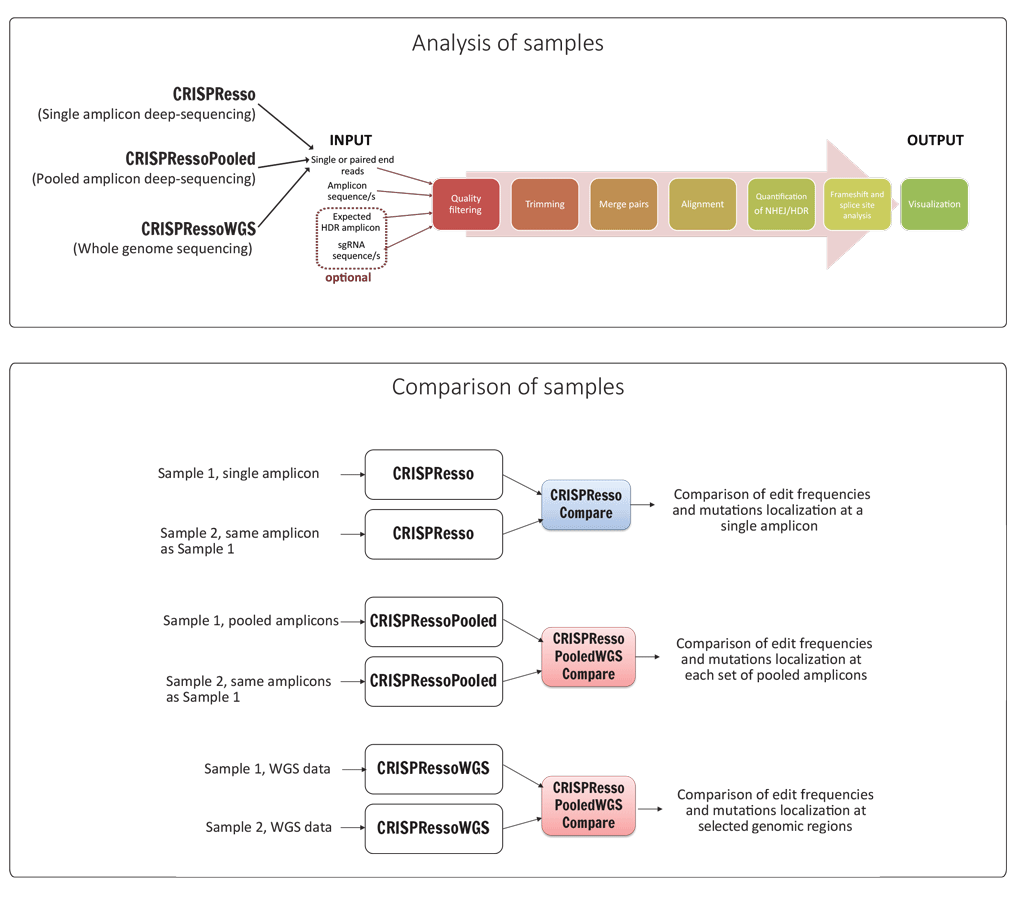 Analysis of samples
CRISPResso
(Single amplicon deep-sequencing)
CRISPRessoPooled
(Pooled amplicon deep-sequencing)
CRISPRessoWGS
(Whole genome sequencing)
INPUT
Single or paired end
reads
Amplicon
sequence/s
Expected
HDR amplicon
sgRNA
sequence/s
optional
Quality
filtering
Trimming
Merge pairs
Alignment
Quantification
of NHEJ/HDR
Frameshift and
splice site
analysis
OUTPUT
Visualization
Comparison of samples
Sample 1, single amplicon
CRISPResso
Sample 2, same amplicon
as Sample 1
CRISPResso
CRISPResso
Compare
Comparison of edit frequencies
and mutations localization at a
single amplicon
Sample 1, pooled amplicons
CRISPRessoPooled
Sample 2, same amplicons
as Sample 1
CRISPRessoPooled
CRISPResso
PooledWGS
Compare
Comparison of edit frequencies
and mutations localization at
each set of pooled amplicons
Sample 1, WGS data
CRISPRessoWGS
Sample 2, WGS data
CRISPRessoWGS
CRISPResso
PooledWGS
Compare
Comparison of edit frequencies
and mutations localization at
selected genomic regions